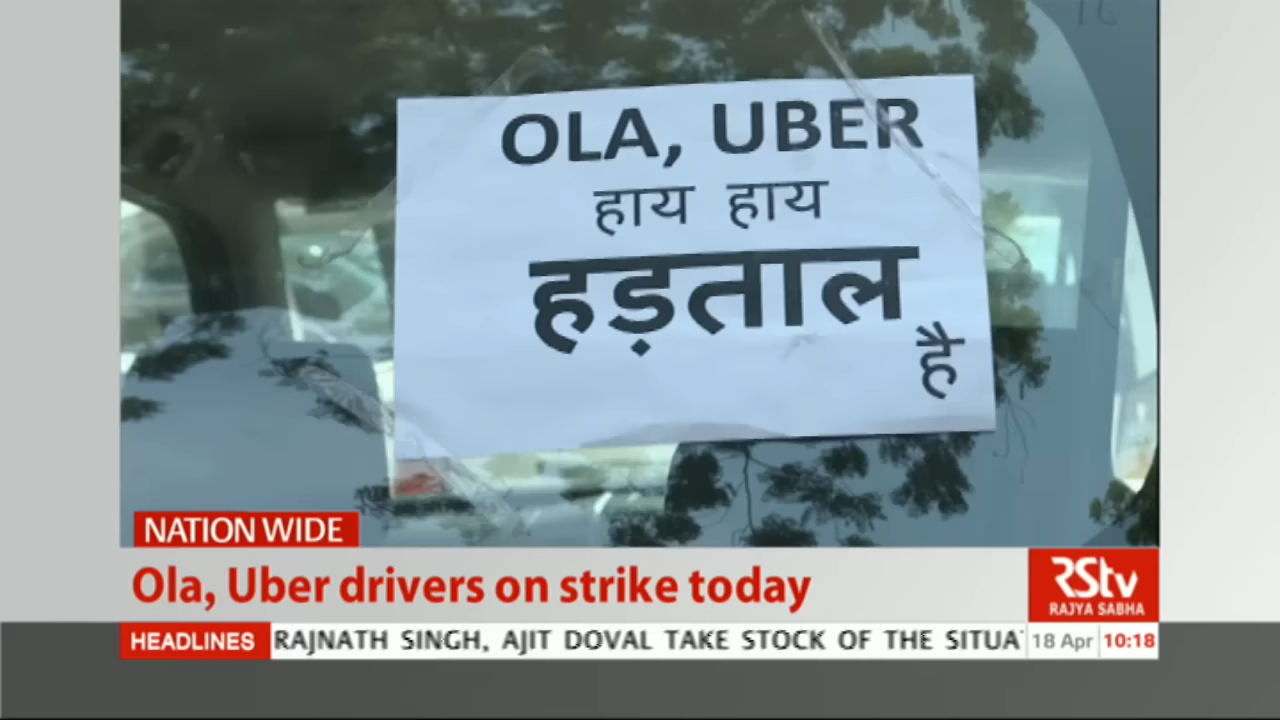 OLA, UBER
हाय हाय
हड़ताल
है
NATION WIDE
Ola, Uber drivers on strike today
RStv
RAJYA SABHA
HEADLINES RAJNATH SINGH, AJIT DOVAL TAKE STOCK OF THE SITUA 18 Apr 10:18